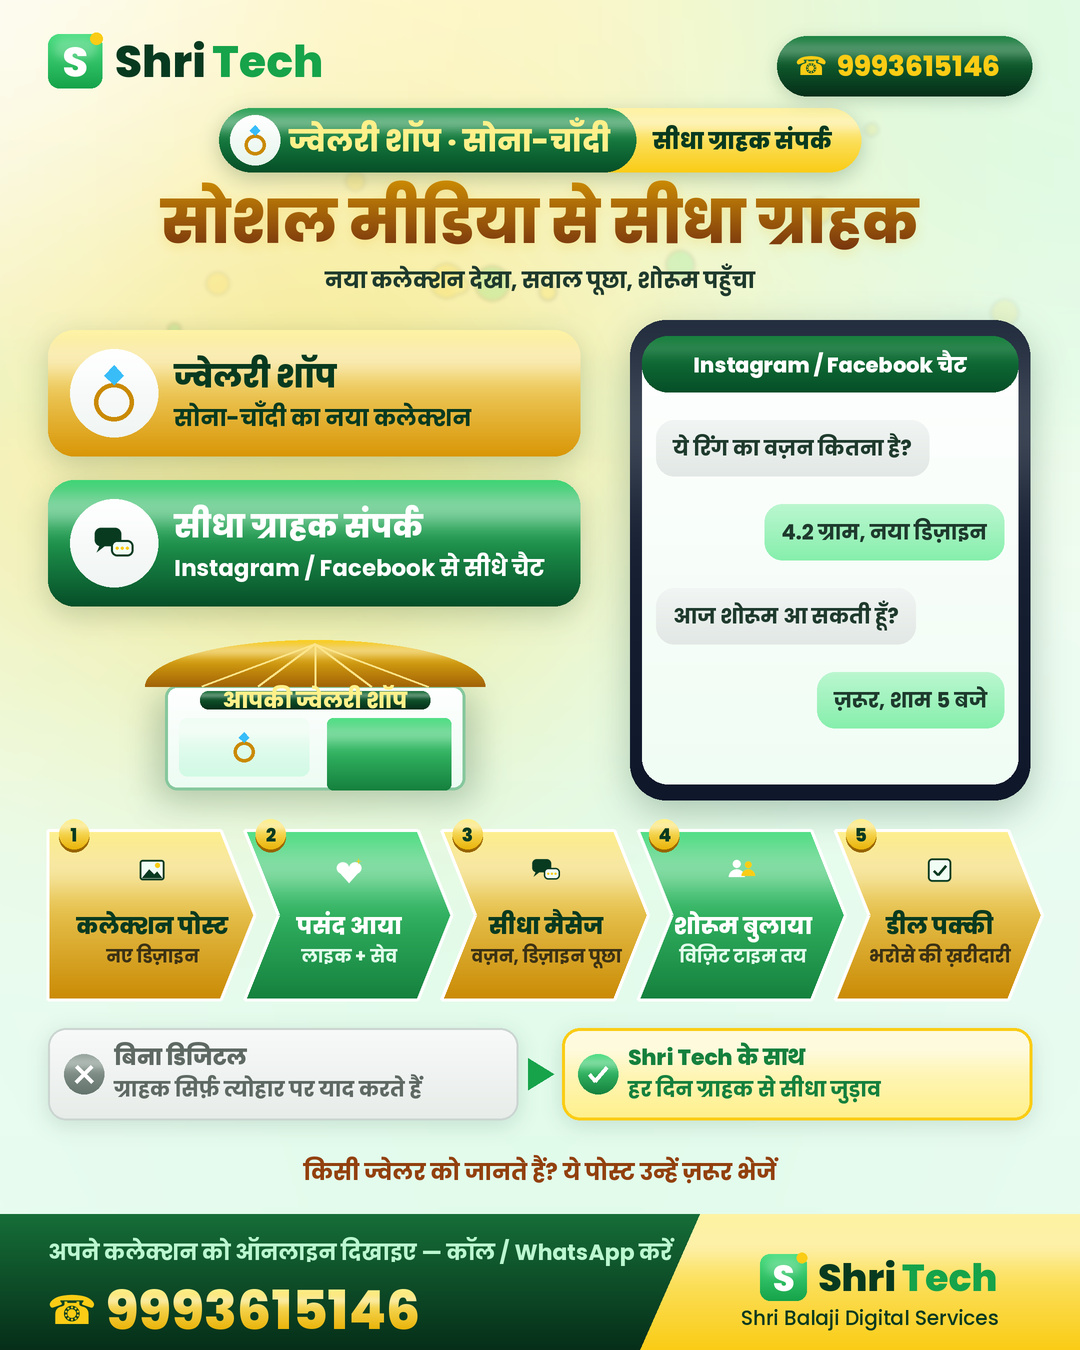 S Shri Tech
☎ 9993615146
ज्वेलरी शॉप • सोना-चाँदी
सीधा ग्राहक संपर्क
सोशल मीडिया से सीधा ग्राहक
नया कलेक्शन देखा, सवाल पूछा, शोरूम पहुँचा
ज्वेलरी शॉप
सोना-चाँदी का नया कलेक्शन
सीधा ग्राहक संपर्क
Instagram / Facebook से सीधे चैट
आपकी ज्वेलरी शॉप
Instagram / Facebook चैट
ये रिंग का वज़न कितना है?
4.2 ग्राम, नया डिज़ाइन
आज शोरूम आ सकती हूँ?
ज़रूर, शाम 5 बजे
1
कलेक्शन पोस्ट
नए डिज़ाइन
2
पसंद आया
लाइक + सेव
3
सीधा मैसेज
वज़न, डिज़ाइन पूछा
4
शोरूम बुलाया
विज़िट टाइम तय
5
डील पक्की
भरोसे की ख़रीदारी
बिना डिजिटल
ग्राहक सिर्फ़ त्योहार पर याद करते हैं
Shri Tech के साथ
हर दिन ग्राहक से सीधा जुड़ाव
किसी ज्वेलर को जानते हैं? ये पोस्ट उन्हें ज़रूर भेजें
अपने कलेक्शन को ऑनलाइन दिखाइए — कॉल / WhatsApp करें
☎ 9993615146
S Shri Tech
Shri Balaji Digital Services